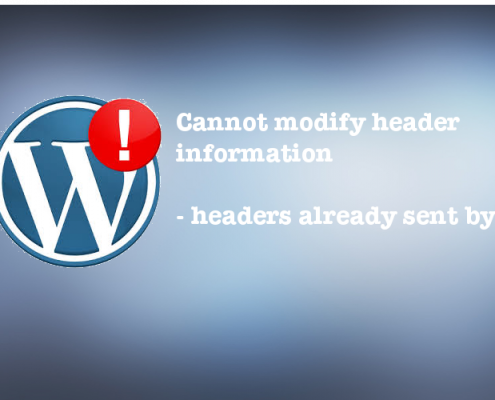 W
!
Cannot modify header
information
- headers already sent by